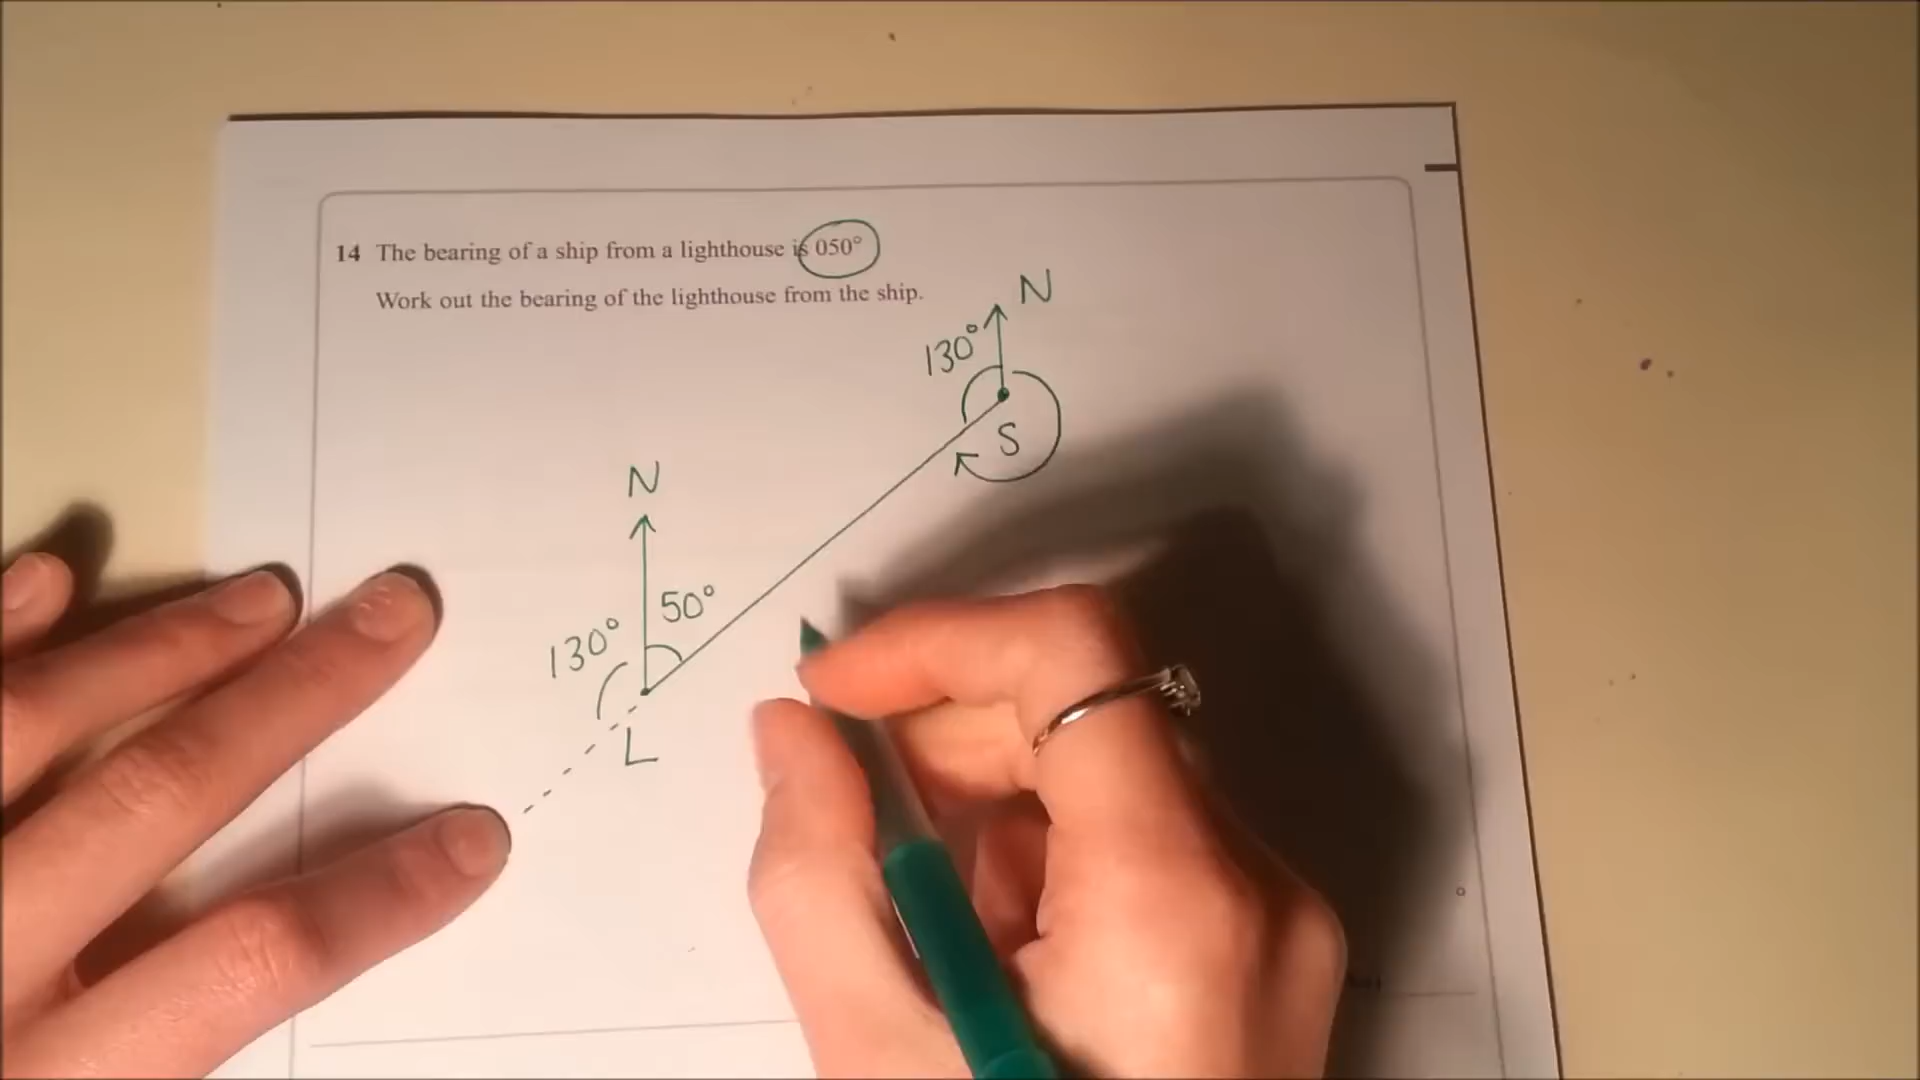 14 The bearing of a ship from a lighthouse is 050°
Work out the bearing of the lighthouse from the ship.
N
130°
S
N
50°
130°
L
°